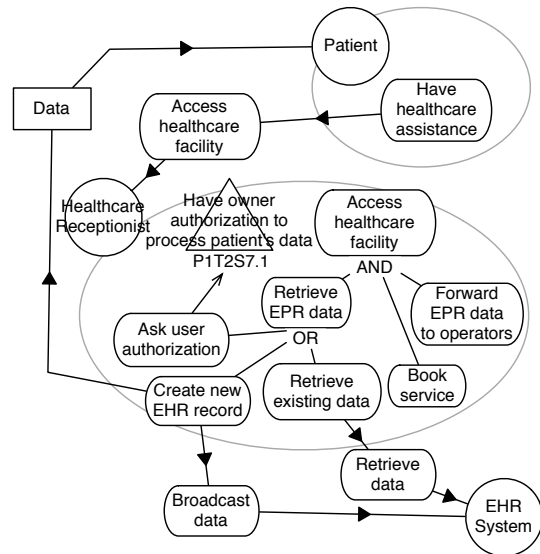 Patient
Data
Access
healthcare
facility
Have
healthcare
assistance
Healthcare
Receptionist
Have owner
authorization to
process patient's data
P1T2S7.1
Access
healthcare
facility
AND
Retrieve
EPR data
Forward
EPR data
to operators
Ask user
authorization
OR
Create new
EHR record
Retrieve
existing data
Book
service
Retrieve
data
Broadcast
data
EHR
System